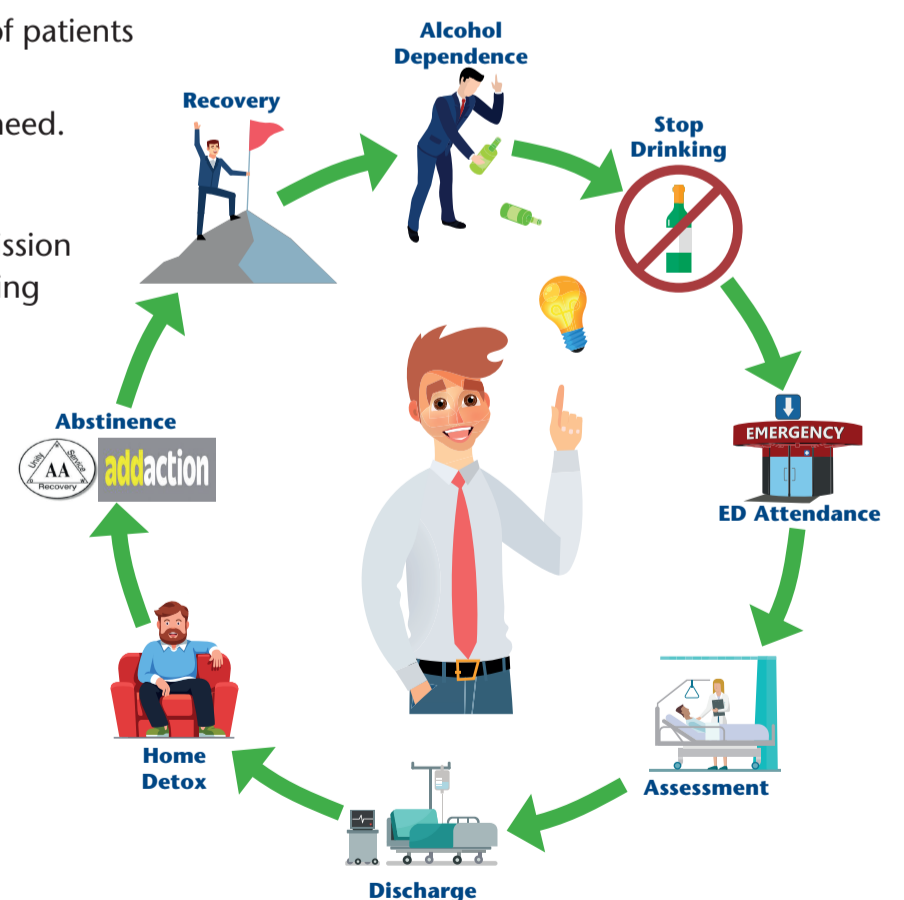 of patients
need.
ission
ing
Alcohol
Dependence
Stop
Drinking
EMERGENCY
ED Attendance
Assessment
Discharge
Home
Detox
Abstinence
Unity
Service
AA
Recovery
addaction
Recovery